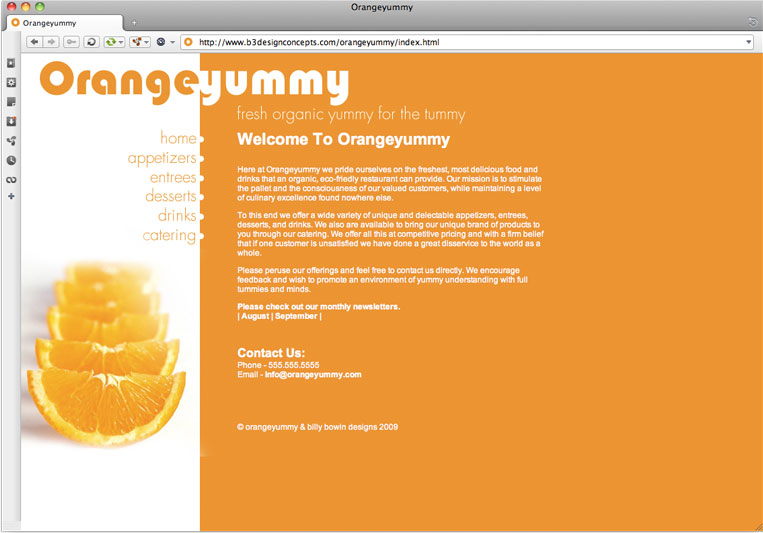 Orangeyummy
Orangeyummy
http://www.b3designconcepts.com/orangeyummy/index.html
Orangeyummy
fresh organic yummy for the tummy
home
appetizers
entrees
desserts
drinks
catering
Welcome To Orangeyummy
Here at Orangeyummy we pride ourselves on the freshest, most delicious food and
drinks that an organic, eco-friedly restaurant can provide. Our mission is to stimulate
the pallet and the consciousness of our valued customers, while maintaining a level
of culinary excellence found nowhere else.
To this end we offer a wide variety of unique and delectable appetizers, entrees,
desserts, and drinks. We also are available to bring our unique brand of products to
you through our catering. We offer all this at competitive pricing and with a firm belief
that if one customer is unsatisfied we have done a great disservice to the world as a
whole.
Please peruse our offerings and feel free to contact us directly. We encourage
feedback and wish to promote an environment of yummy understanding with full
tummies and minds.
Please check out our monthly newsletters.
| August | September |
Contact Us:
Phone - 555.555.5555
Email - info@orangeyummy.com
© orangeyummy & billy bowin designs 2009